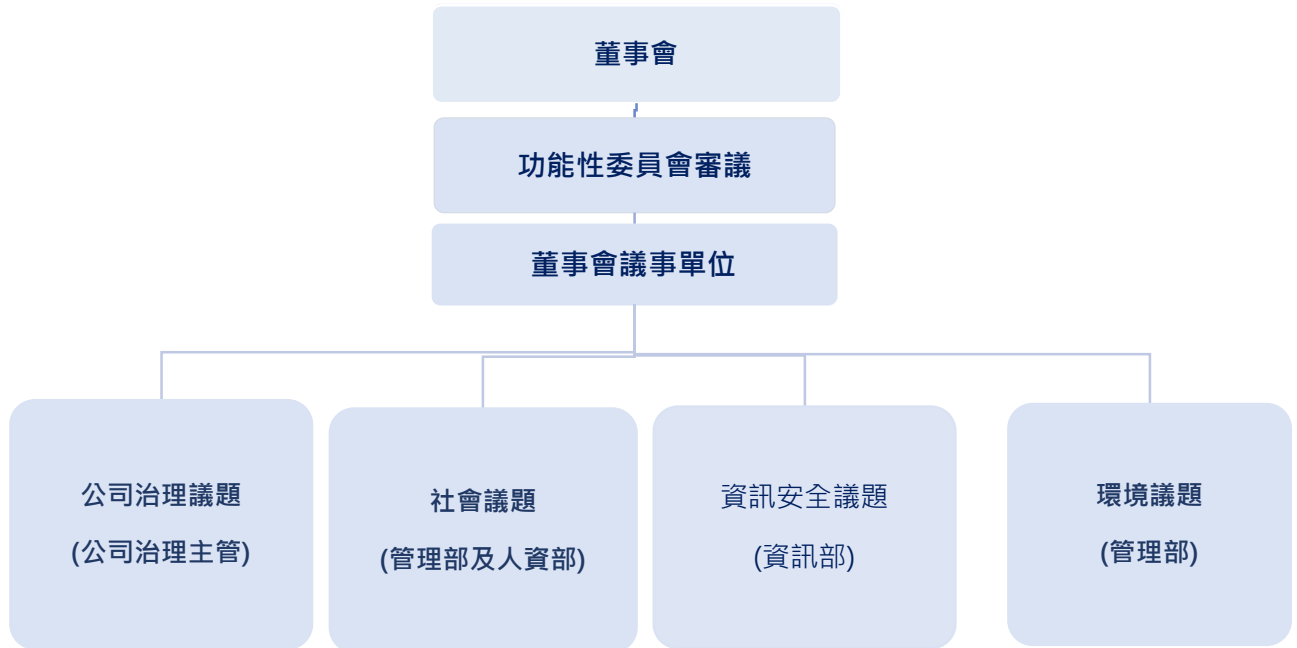 董事會
功能性委員會審議
董事會議事單位
公司治理議題
(公司治理主管)
社會議題
(管理部及人資部)
資訊安全議題
(資訊部)
環境議題
(管理部)